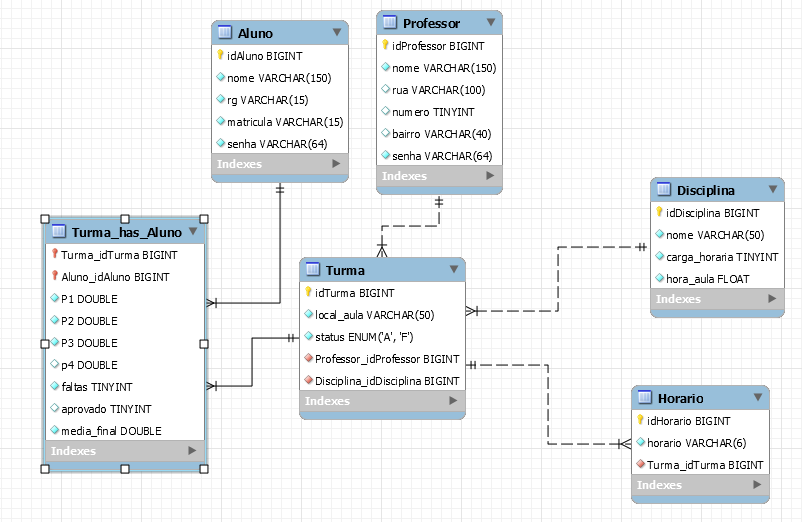 Aluno
idAluno BIGINT
nome VARCHAR(150)
rg VARCHAR(15)
matricula VARCHAR(15)
senha VARCHAR(64)
Indexes
Professor
idProfessor BIGINT
nome VARCHAR(150)
rua VARCHAR(100)
numero TINYINT
bairro VARCHAR(40)
senha VARCHAR(64)
Indexes
Disciplina
idDisciplina BIGINT
nome VARCHAR(50)
carga_horaria TINYINT
hora_aula FLOAT
Indexes
Turma_has_Aluno
Turma_idTurma BIGINT
Aluno_idAluno BIGINT
P1 DOUBLE
P2 DOUBLE
P3 DOUBLE
p4 DOUBLE
faltas TINYINT
aprovado TINYINT
media_final DOUBLE
Indexes
Turma
idTurma BIGINT
local_aula VARCHAR(50)
status ENUM('A', 'F')
Professor_idProfessor BIGINT
Disciplina_idDisciplina BIGINT
Indexes
Horario
idHorario BIGINT
horario VARCHAR(6)
Turma_idTurma BIGINT
Indexes